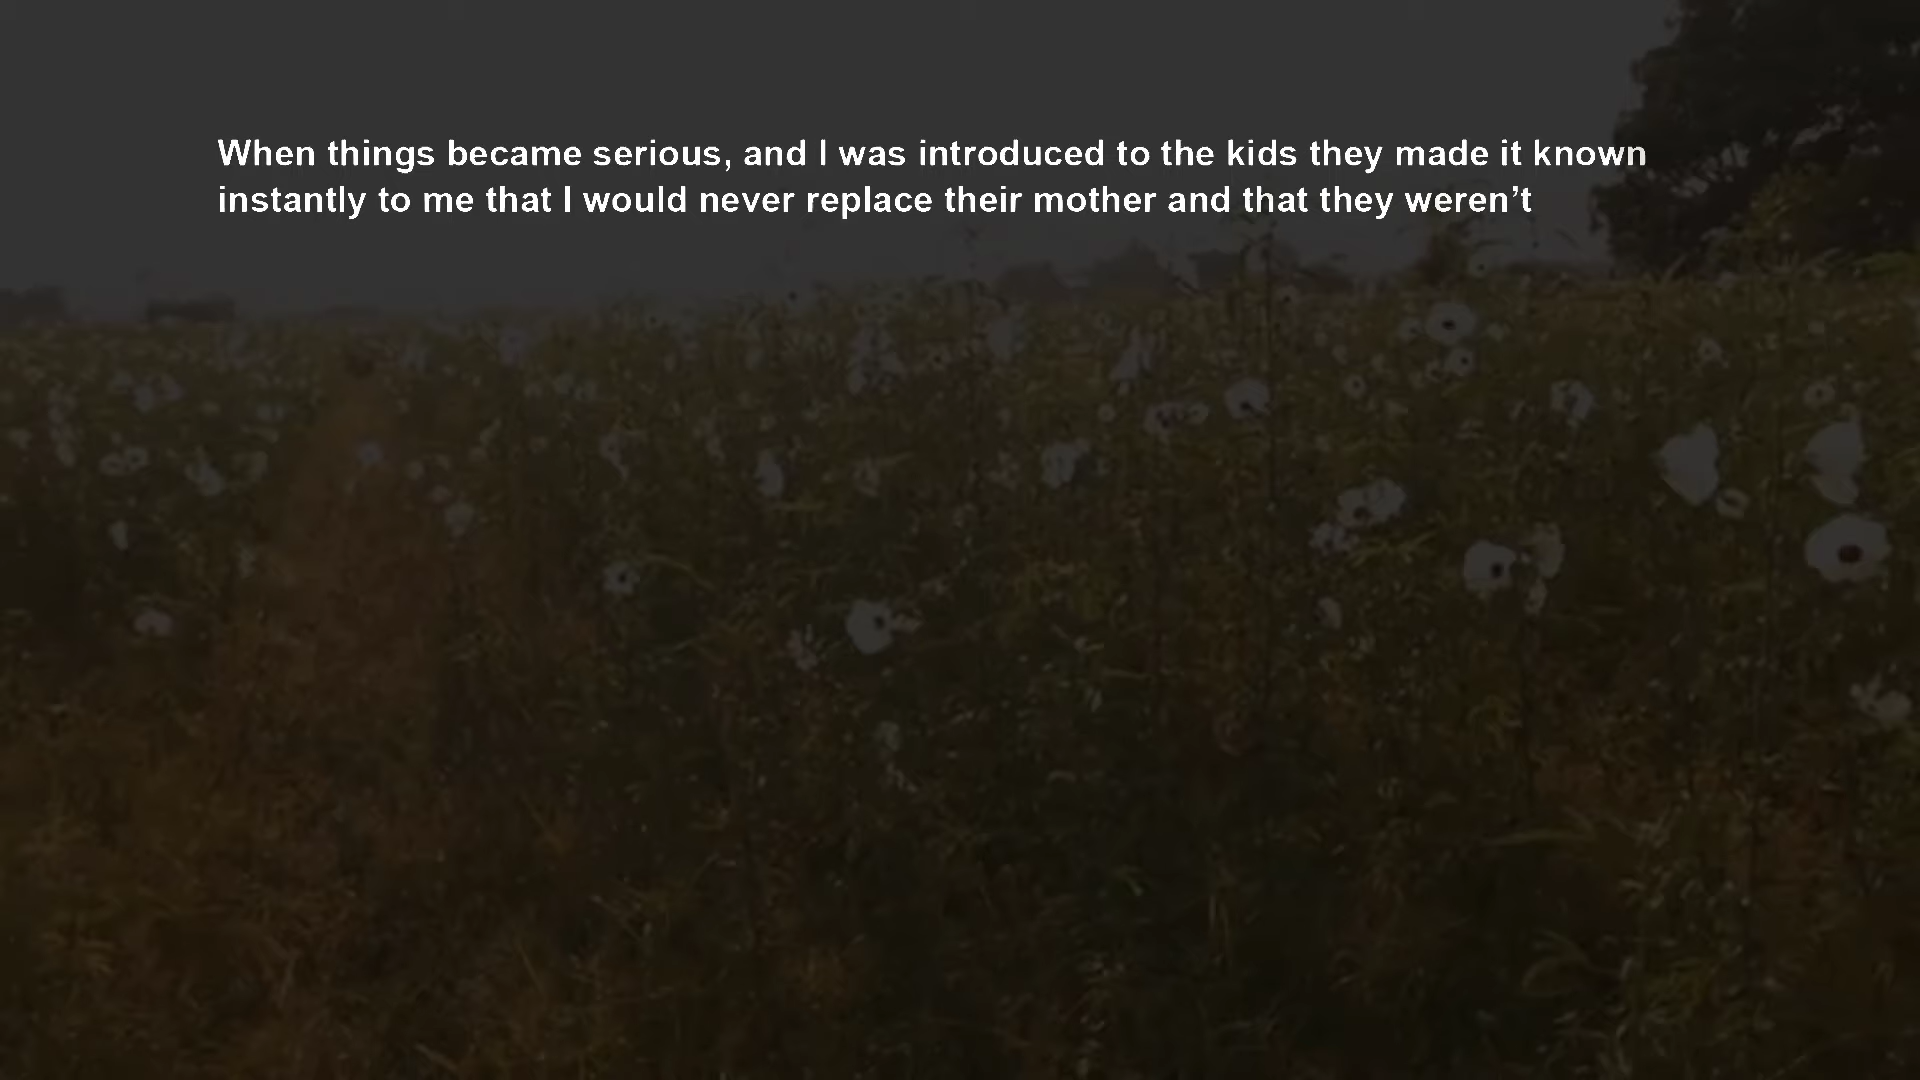 When things became serious, and I was introduced to the kids they made it known
instantly to me that I would never replace their mother and that they weren’t